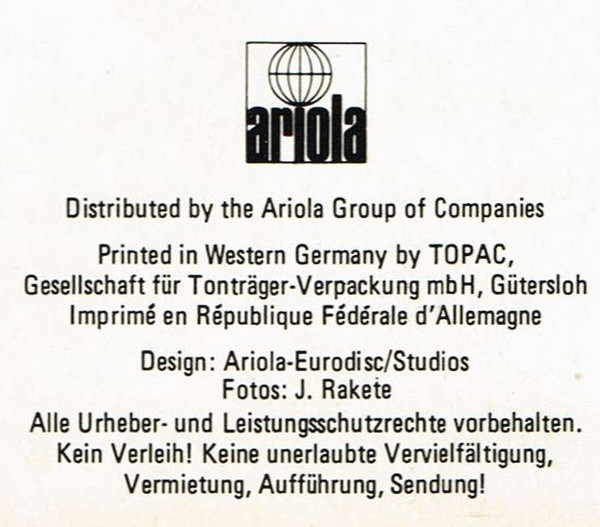 ariola
Distributed by the Ariola Group of Companies
Printed in Western Germany by TOPAC,
Gesellschaft für Tonträger-Verpackung mbH, Gütersloh
Imprimé en République Fédérale d'Allemagne
Design: Ariola-Eurodisc/Studios
Fotos: J. Rakete
Alle Urheber- und Leistungsschutzrechte vorbehalten.
Kein Verleih! Keine unerlaubte Vervielfältigung,
Vermietung, Aufführung, Sendung!